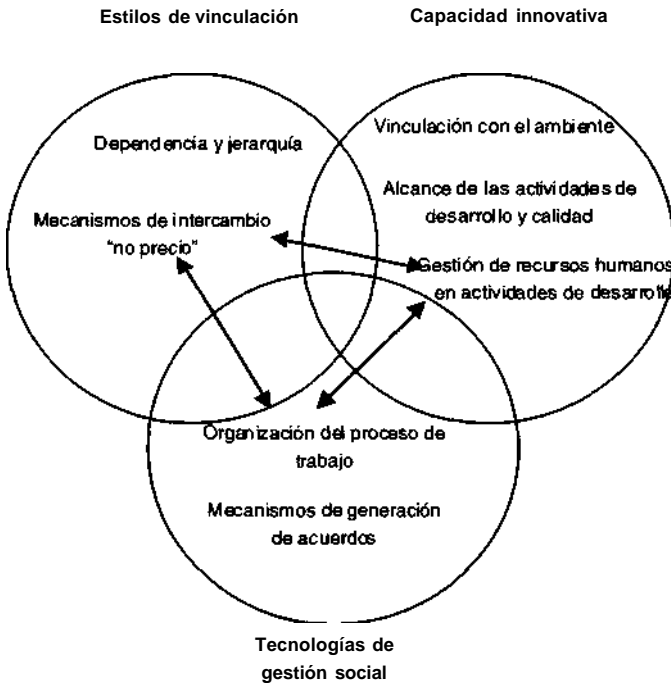 Estilos de vinculación
Capacidad innovativa
Dependencia y jerarquía
Mecanismos de intercambio
"no precio"
Vinculación con el ambiente
Alcance de las actividades de
desarrollo y calidad
Gestión de recursos humanos
en actividades de desarrollo
Organización del proceso de
trabajo
Mecanismos de generación
de acuerdos
Tecnologías de
gestión social